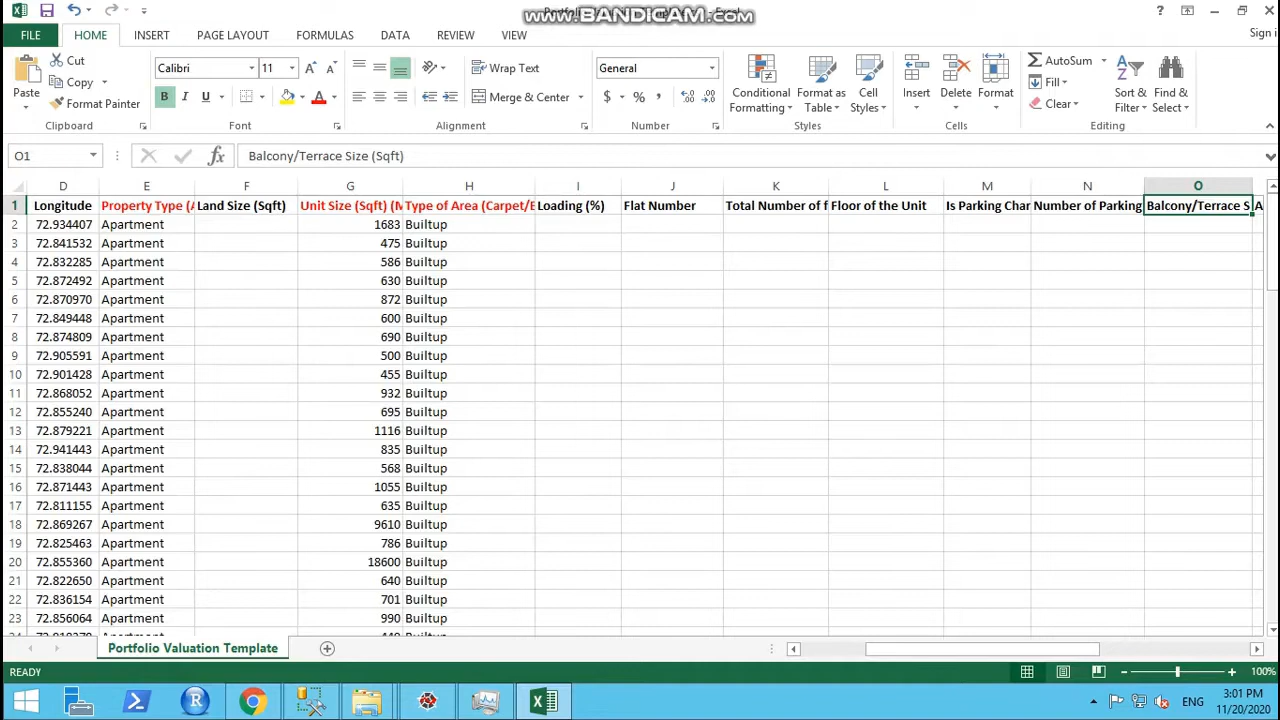 www.BANDICAM.com
FILE HOME INSERT PAGE LAYOUT FORMULAS DATA REVIEW VIEW Sign i
Paste Cut Calibri 11 Wrap Text General Conditional Formatting Format as Table Cell Styles Insert Delete Format AutoSum Sort & Filter Find & Select
Copy B I U Merge & Center $ % , Fill
Format Painter Clear
Clipboard Font Alignment Number Styles Cells Editing
O1 fx Balcony/Terrace Size (Sqft)
D E F G H I J K L M N O
1 Longitude Property Type (A Land Size (Sqft) Unit Size (Sqft) (M Type of Area (Carpet/B Loading (%) Flat Number Total Number of f Floor of the Unit Is Parking Char Number of Parking Balcony/Terrace S A
2 72.934407 Apartment 1683 Builtup
3 72.841532 Apartment 475 Builtup
4 72.832285 Apartment 586 Builtup
5 72.872492 Apartment 630 Builtup
6 72.870970 Apartment 872 Builtup
7 72.849448 Apartment 600 Builtup
8 72.874809 Apartment 690 Builtup
9 72.905591 Apartment 500 Builtup
10 72.901428 Apartment 455 Builtup
11 72.868052 Apartment 932 Builtup
12 72.855240 Apartment 695 Builtup
13 72.879221 Apartment 1116 Builtup
14 72.941443 Apartment 835 Builtup
15 72.838044 Apartment 568 Builtup
16 72.871443 Apartment 1055 Builtup
17 72.811155 Apartment 635 Builtup
18 72.869267 Apartment 9610 Builtup
19 72.825463 Apartment 786 Builtup
20 72.855360 Apartment 18600 Builtup
21 72.822650 Apartment 640 Builtup
22 72.836154 Apartment 701 Builtup
23 72.856064 Apartment 990 Builtup
Portfolio Valuation Template
READY 100%
ENG 3:01 PM
11/20/2020